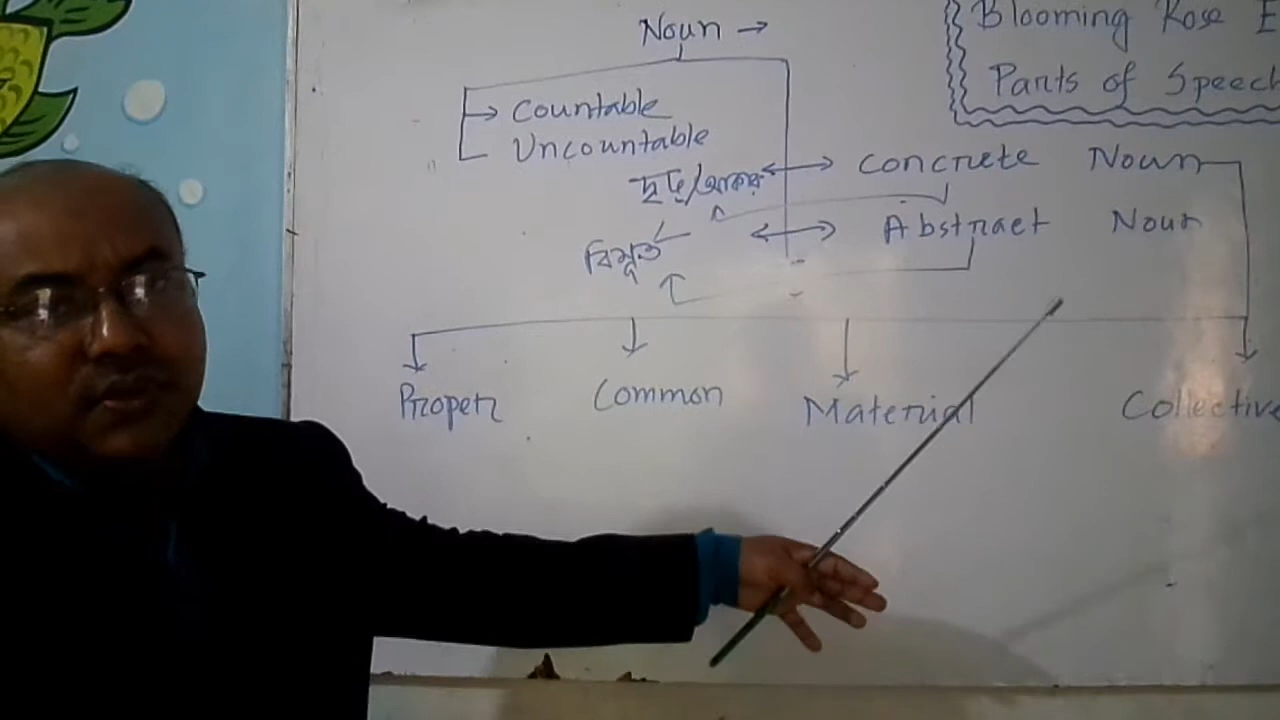 Noun →
Blooming Rose E
Parts of Speech
Countable
Uncountable
Concrete Noun
Abstract Noun
বিমূর্ত
Proper
Common
Material
Collective